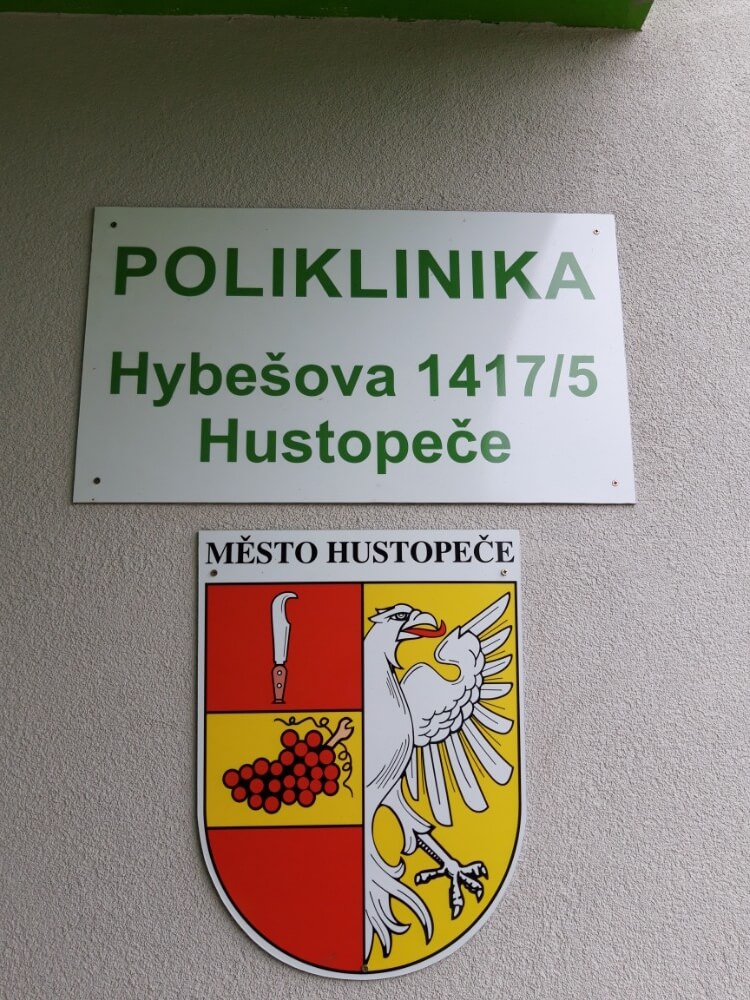 POLIKLINIKA
Hybešova 1417/5
Hustopeče
MĚSTO HUSTOPEČE